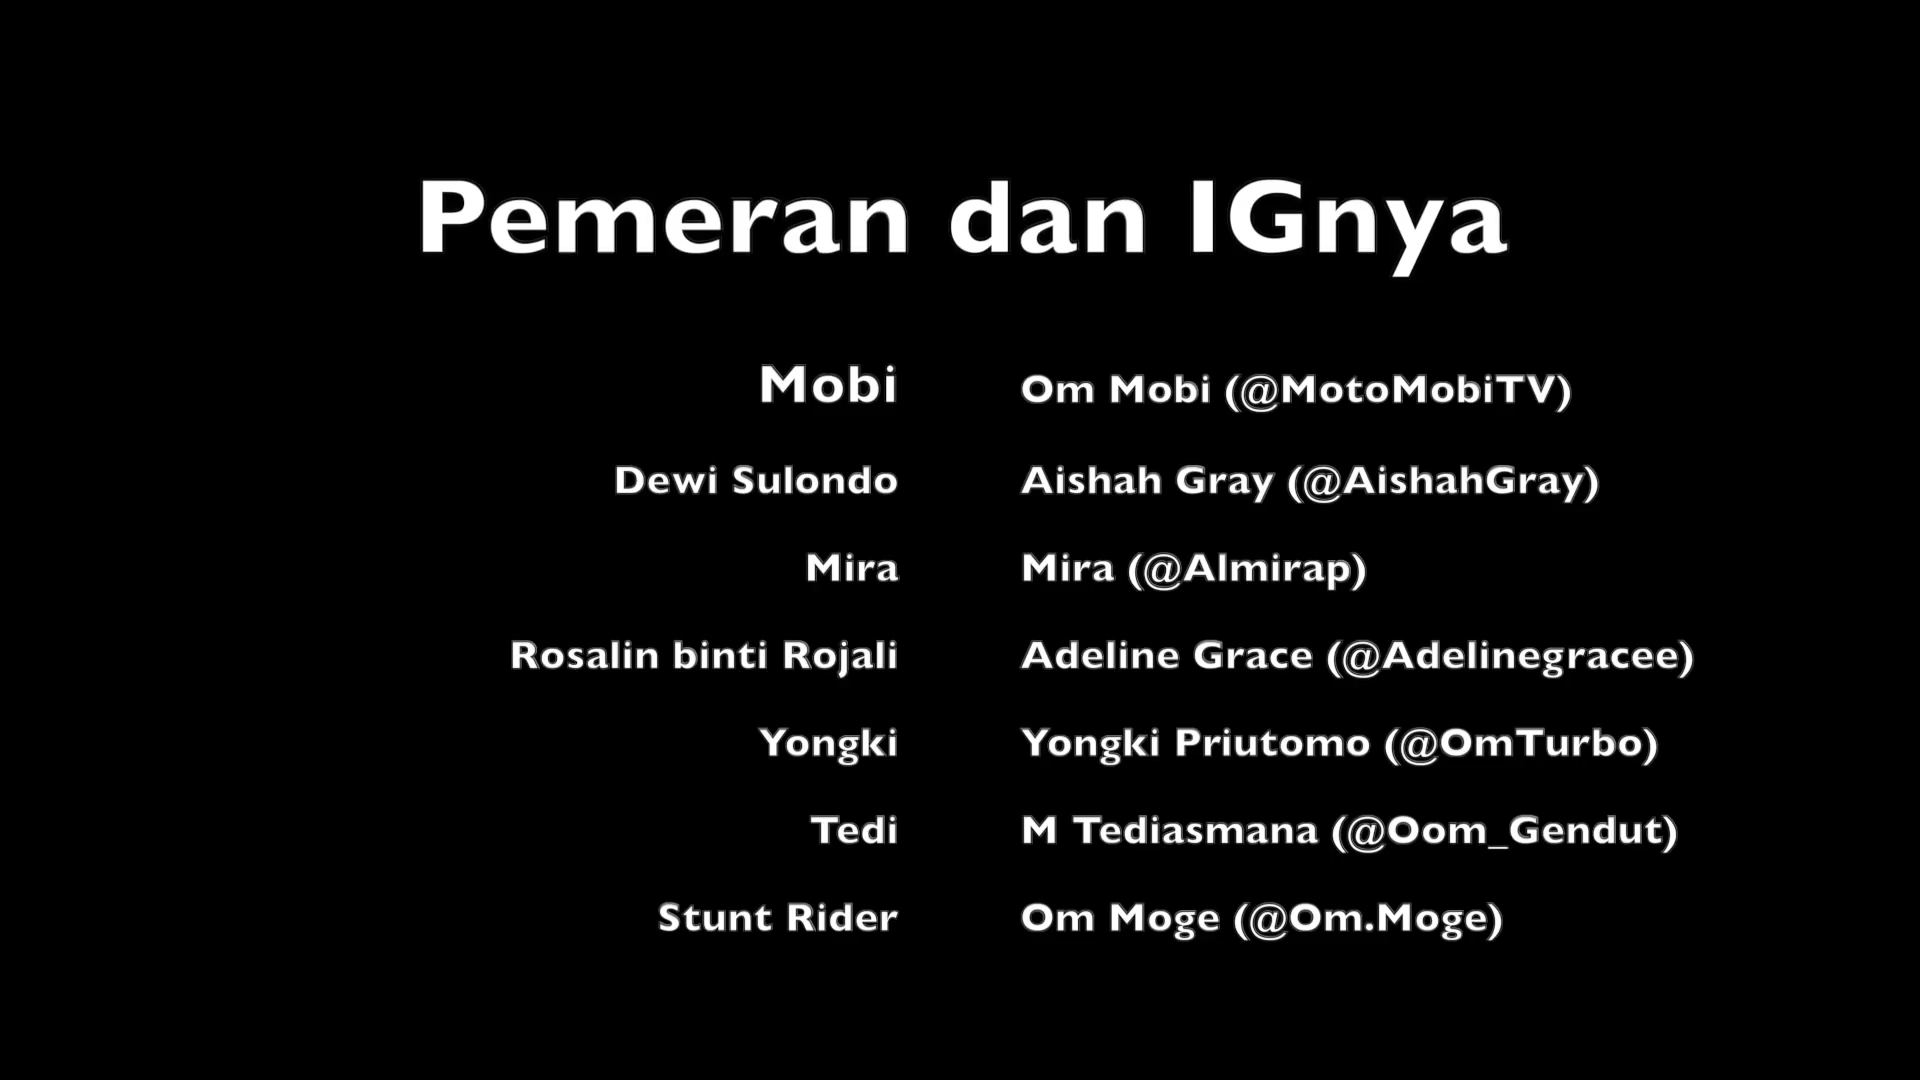 Pemeran dan IGnya
Mobi Om Mobi (@MotoMobiTV)
Dewi Sulondo Aishah Gray (@AishahGray)
Mira Mira (@Almirap)
Rosalin binti Rojali Adeline Grace (@Adelinegracee)
Yongki Yongki Priutomo (@OmTurbo)
Tedi M Tediasmana (@Oom_Gendut)
Stunt Rider Om Moge (@Om.Moge)